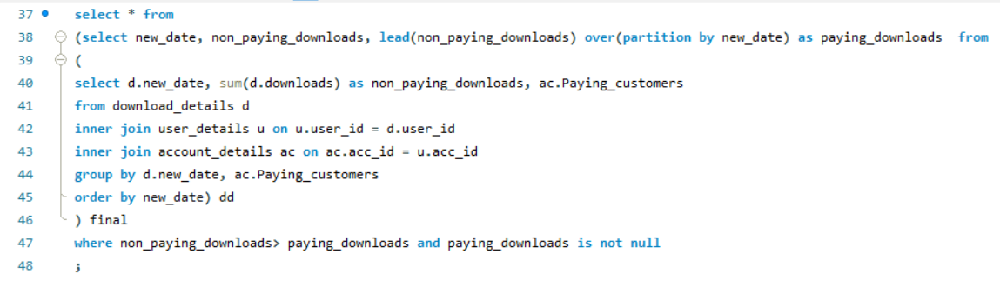 37 select * from
38 (select new_date, non_paying_downloads, lead(non_paying_downloads) over(partition by new_date) as paying_downloads from
39 (
40 select d.new_date, sum(d.downloads) as non_paying_downloads, ac.Paying_customers
41 from download_details d
42 inner join user_details u on u.user_id = d.user_id
43 inner join account_details ac on ac.acc_id = u.acc_id
44 group by d.new_date, ac.Paying_customers
45 order by new_date) dd
46 ) final
47 where non_paying_downloads> paying_downloads and paying_downloads is not null
48 ;